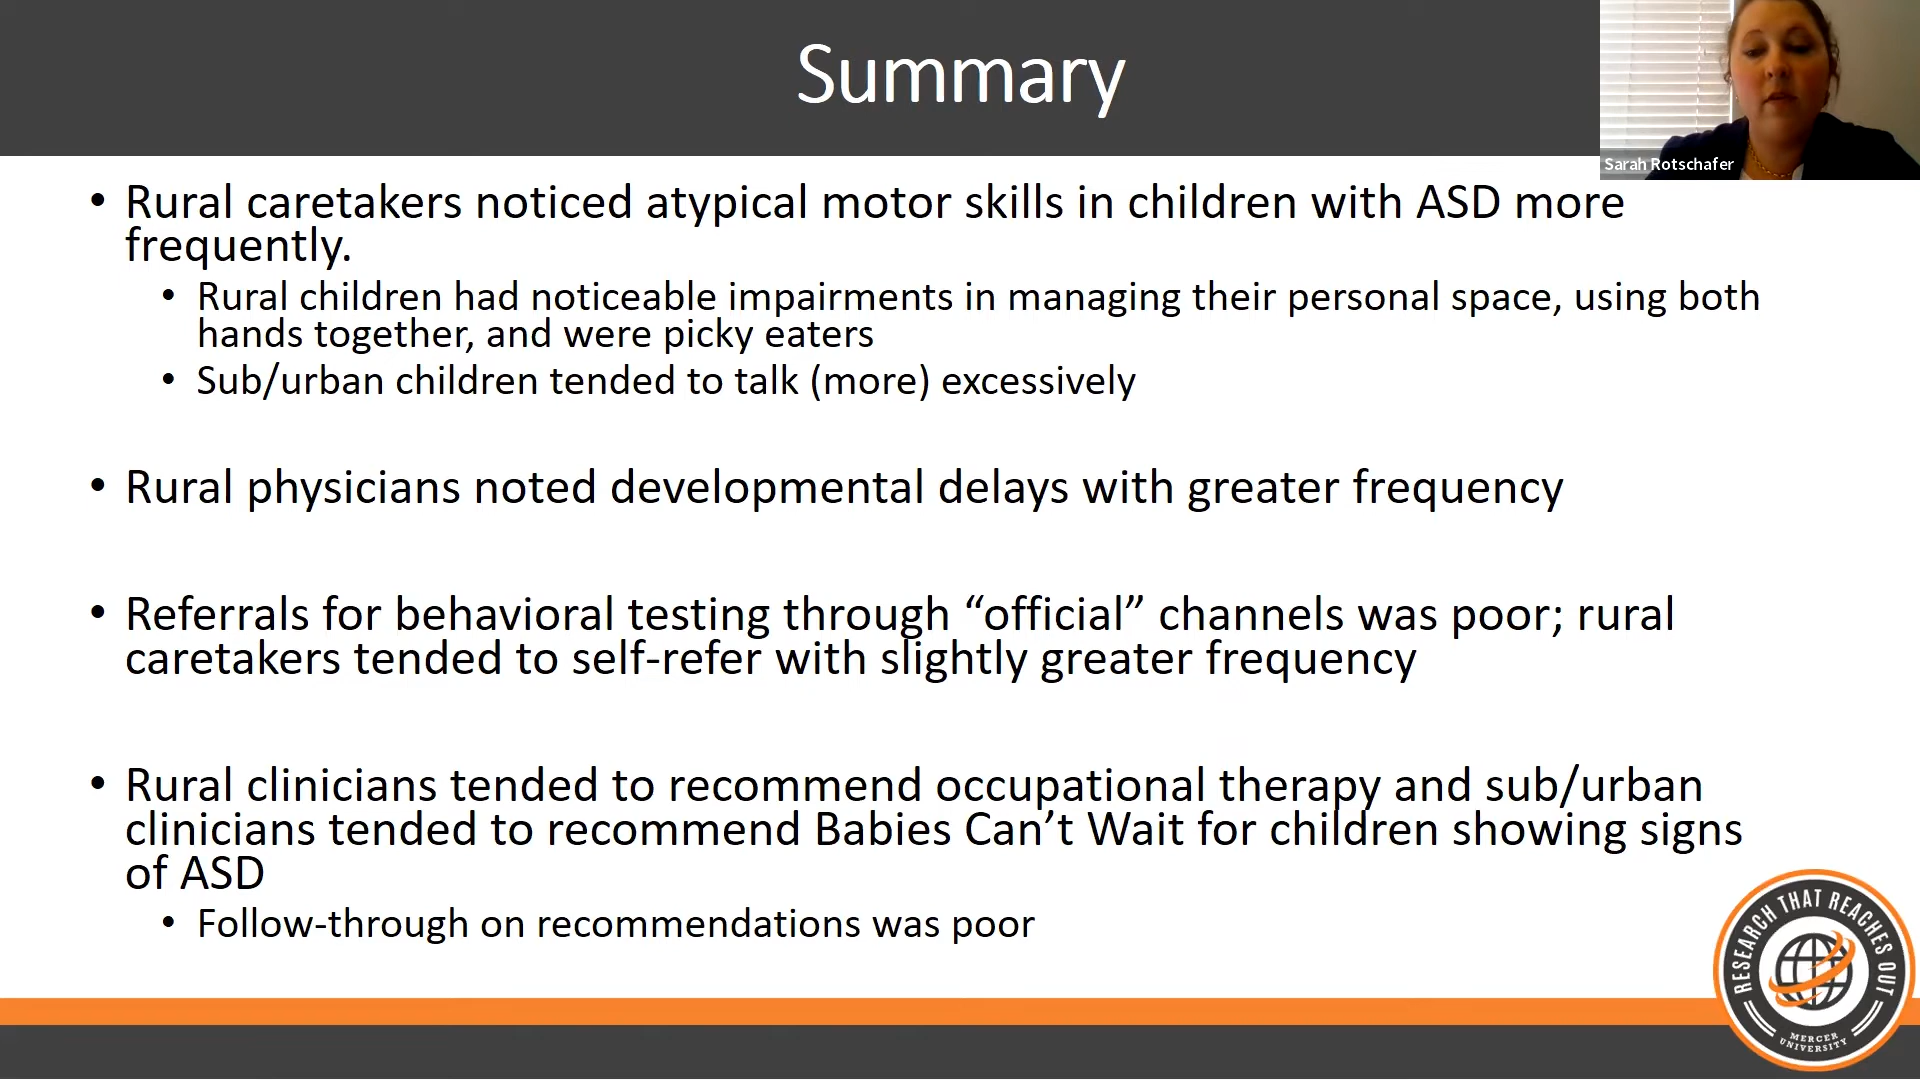 Summary
Sarah Rotschafer
• Rural caretakers noticed atypical motor skills in children with ASD more
frequently.
• Rural children had noticeable impairments in managing their personal space, using both
hands together, and were picky eaters
• Sub/urban children tended to talk (more) excessively
• Rural physicians noted developmental delays with greater frequency
• Referrals for behavioral testing through “official” channels was poor; rural
caretakers tended to self-refer with slightly greater frequency
• Rural clinicians tended to recommend occupational therapy and sub/urban
clinicians tended to recommend Babies Can’t Wait for children showing signs
of ASD
• Follow-through on recommendations was poor
RESEARCH THAT REACHES OUT
MERCER
UNIVERSITY